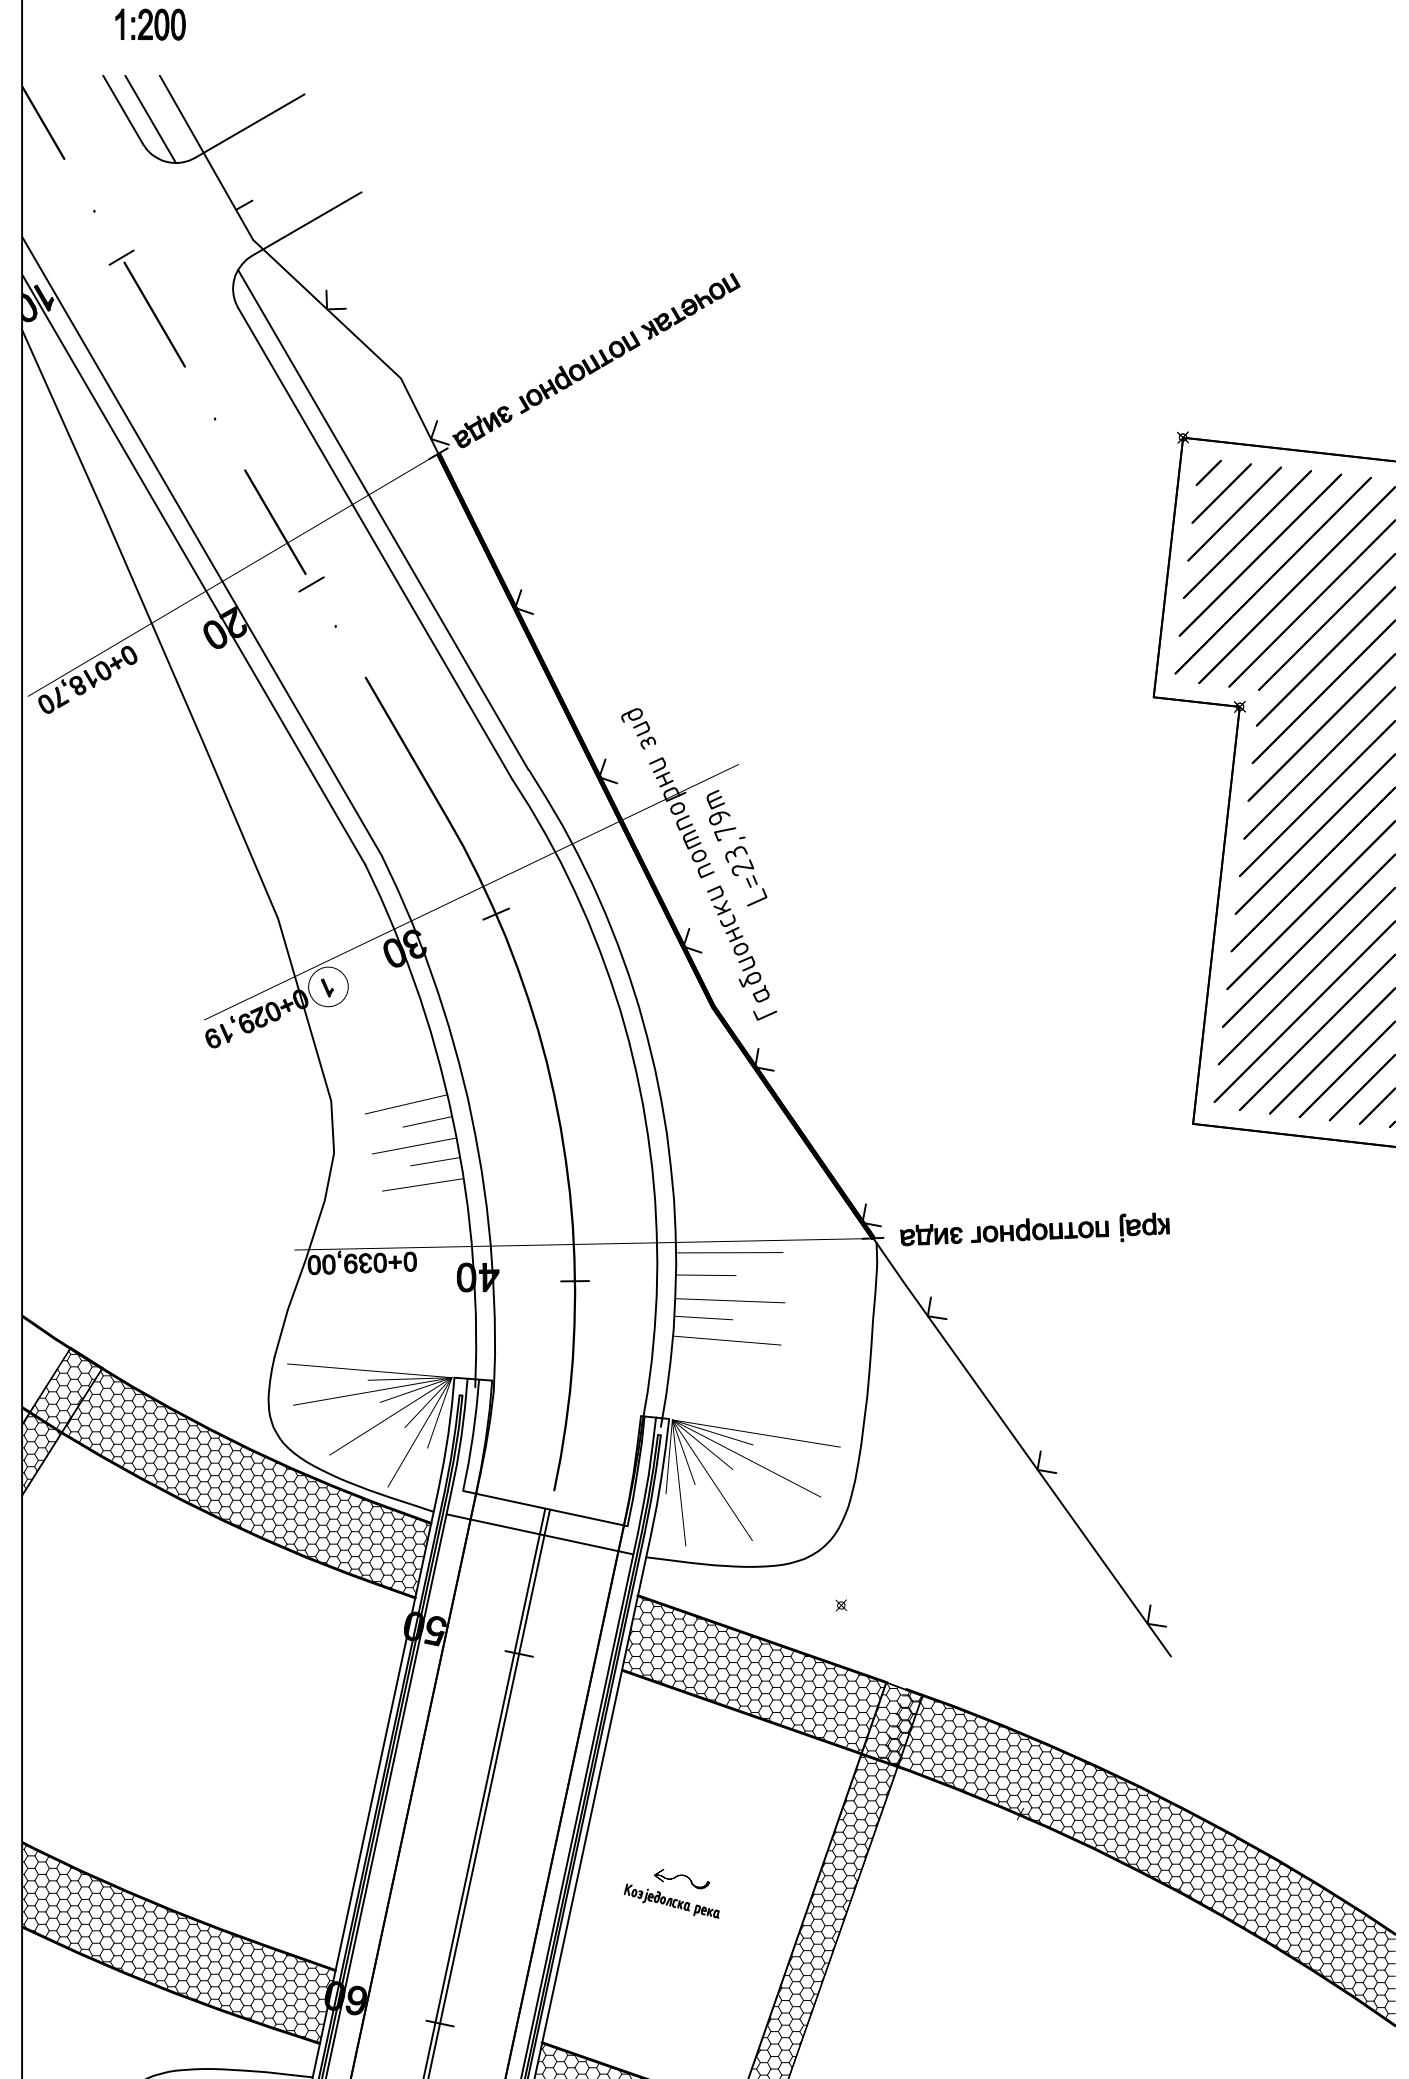 1:200
10
почетак потпорног зида
20
0+018,70
Габионски потпорни зид
L=23,79m
30
1
0+029,19
крај потпорног зида
0+039,00
40
50
Козједолска река
60